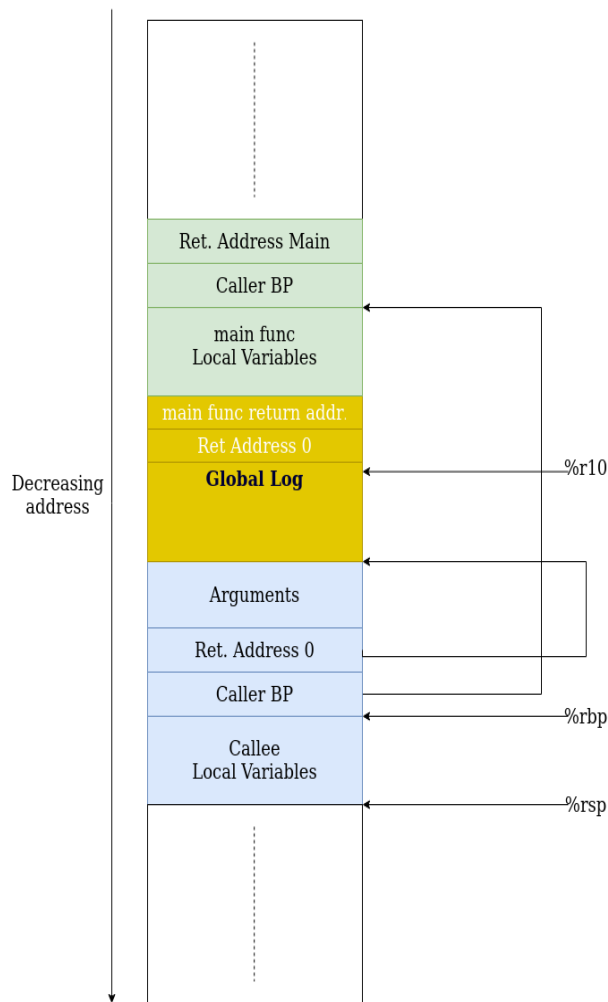 Ret. Address Main
Caller BP
main func
Local Variables
main func return addr.
Ret Address 0
Global Log
%r10
Decreasing
address
Arguments
Ret. Address 0
Caller BP
%rbp
Callee
Local Variables
%rsp